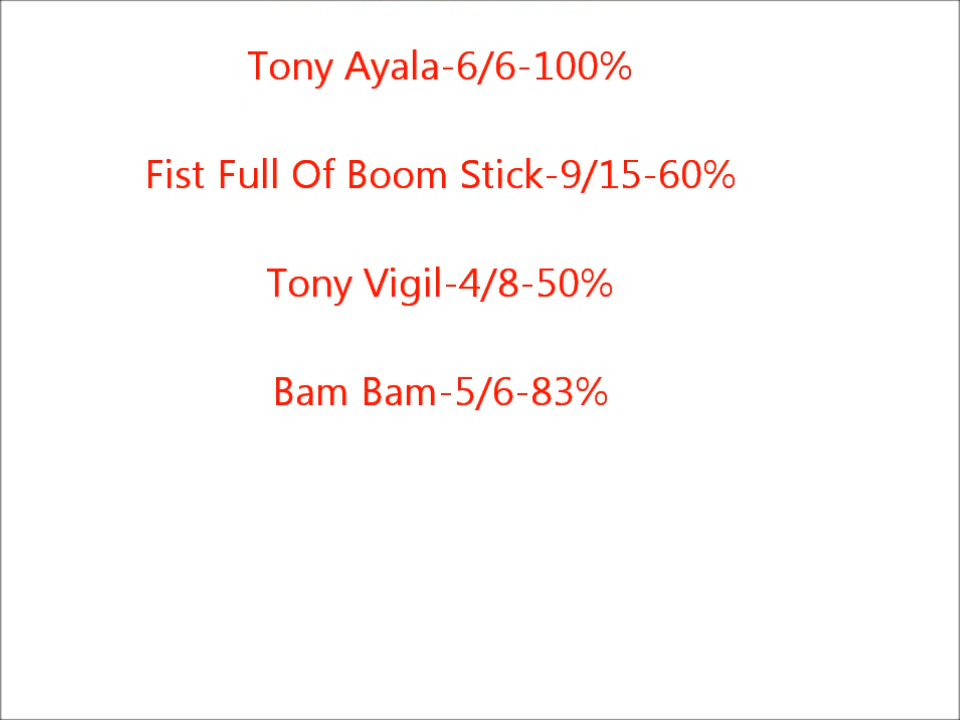 Tony Ayala-6/6-100%
Fist Full Of Boom Stick-9/15-60%
Tony Vigil-4/8-50%
Bam Bam-5/6-83%